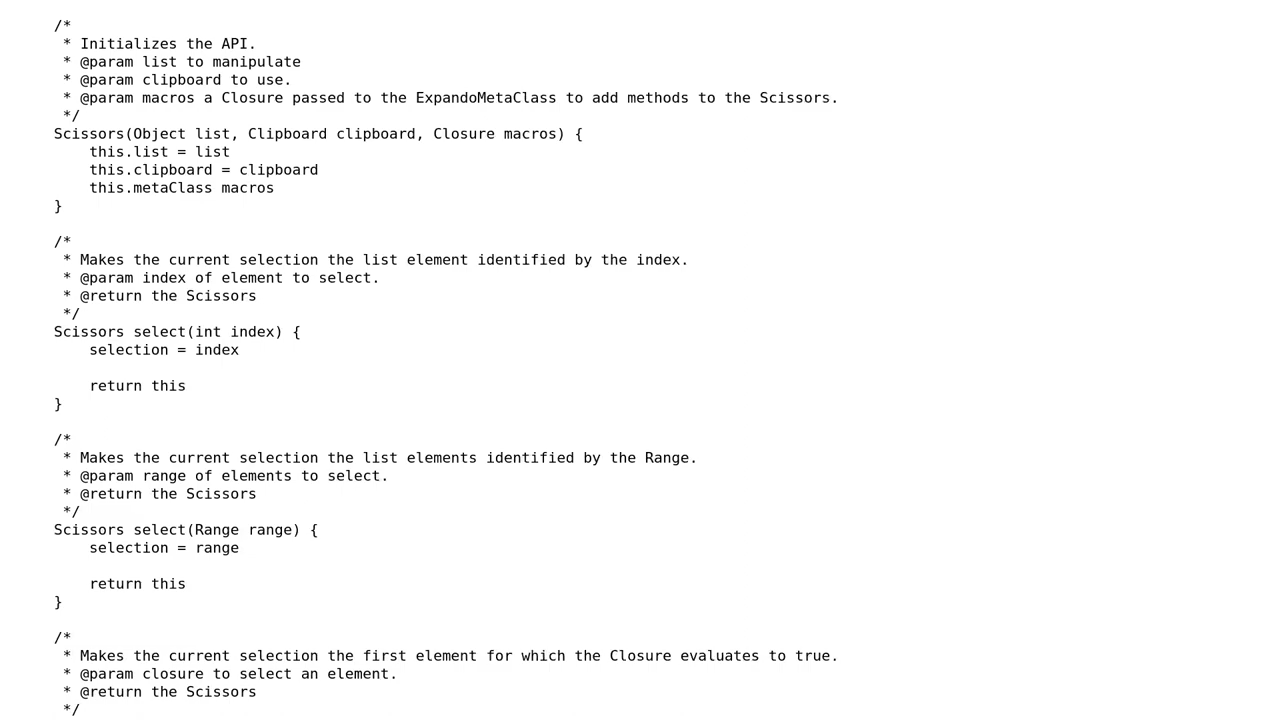 /*
 * Initializes the API.
 * @param list to manipulate
 * @param clipboard to use.
 * @param macros a Closure passed to the ExpandoMetaClass to add methods to the Scissors.
 */
Scissors(Object list, Clipboard clipboard, Closure macros) {
    this.list = list
    this.clipboard = clipboard
    this.metaClass macros
}

/*
 * Makes the current selection the list element identified by the index.
 * @param index of element to select.
 * @return the Scissors
 */
Scissors select(int index) {
    selection = index

    return this
}

/*
 * Makes the current selection the list elements identified by the Range.
 * @param range of elements to select.
 * @return the Scissors
 */
Scissors select(Range range) {
    selection = range

    return this
}

/*
 * Makes the current selection the first element for which the Closure evaluates to true.
 * @param closure to select an element.
 * @return the Scissors
 */